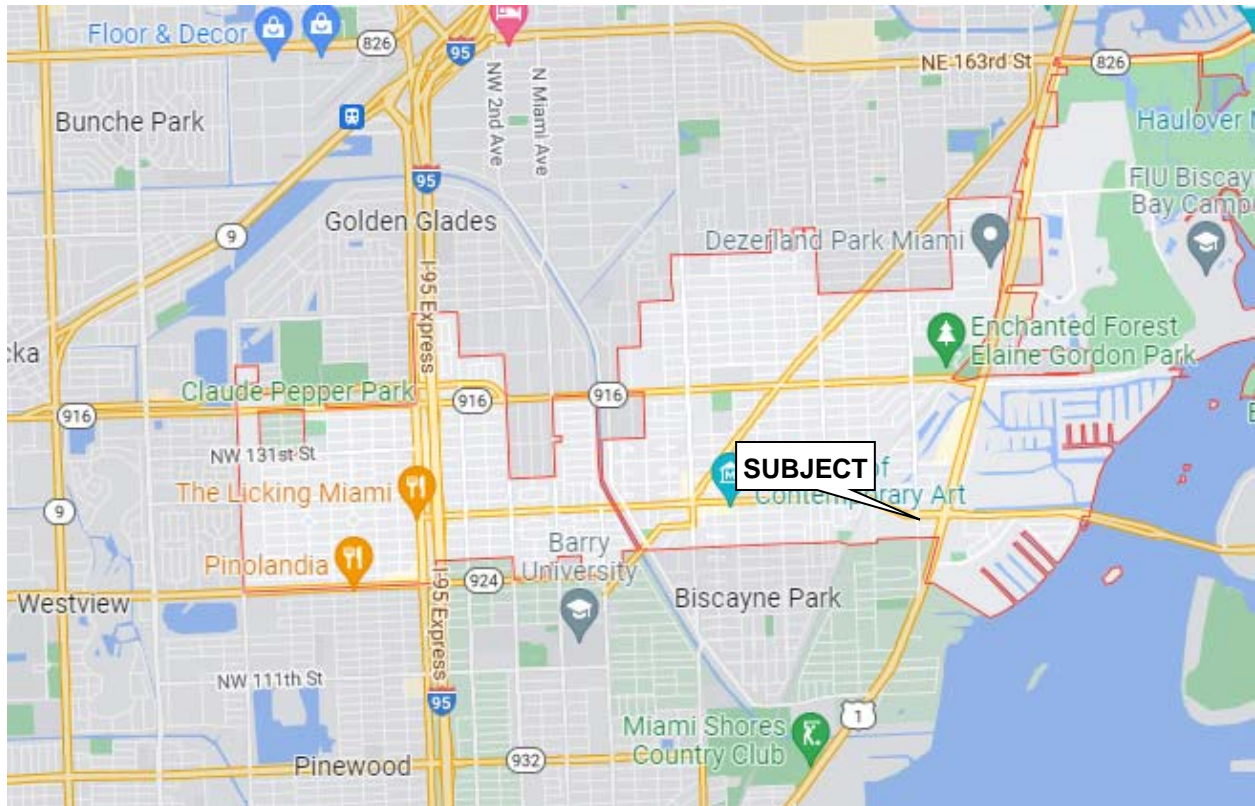 Floor & Decor
826
95
NE 163rd St
826
NW 2nd Ave
N Miami Ave
Bunche Park
Haulover
95
FIU Biscay
Bay Camp
Golden Glades
9
Dezerland Park Miami
I-95 Express
Enchanted Forest
Elaine Gordon Park
cka
Claude Pepper Park
916
916
916
NW 131st St
SUBJECT
of
Contemporary Art
The Licking Miami
9
Barry
University
Pinolandia
924
I-95 Express
Westview
Biscayne Park
NW 111th St
95
1
Miami Shores
Country Club
Pinewood
932